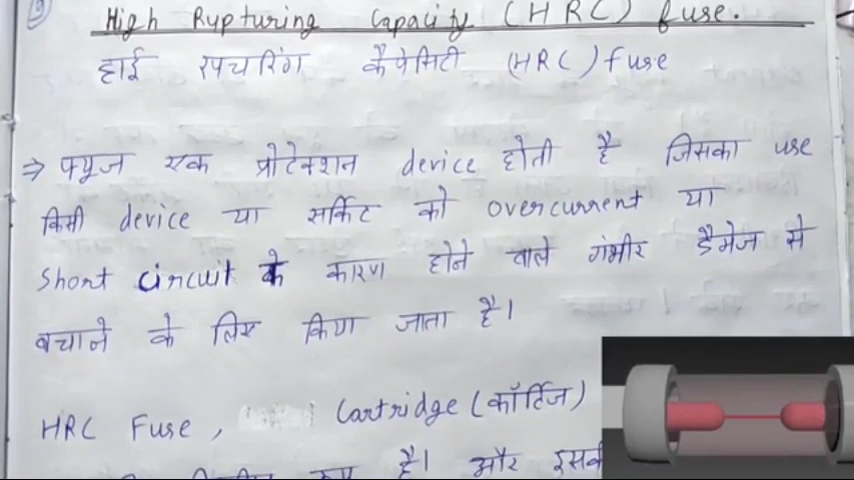 High Rupturing Capacity (HRC) fuse.
हाई रपचरिंग कैपेसिटी (HRC) fuse
⇒ फ्यूज एक प्रोटेक्शन device होती है जिसका use
किसी device या सर्किट को overcurrent या
Short circuit के कारण होने वाले गंभीर डैमेज से
बचाने के लिए किया जाता है।
HRC Fuse, Cartridge (कॉर्टिज)
रूप है। और इसकी